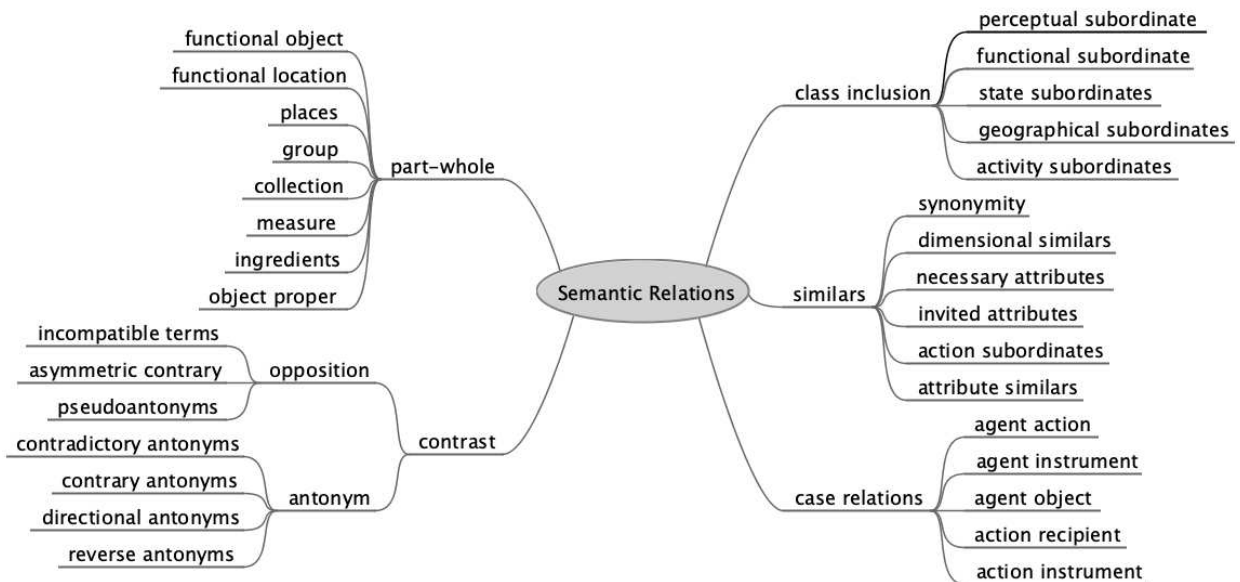 Semantic Relations
part-whole
functional object
functional location
places
group
collection
measure
ingredients
object proper
contrast
opposition
incompatible terms
asymmetric contrary
pseudoantonyms
antonym
contradictory antonyms
contrary antonyms
directional antonyms
reverse antonyms
class inclusion
perceptual subordinate
functional subordinate
state subordinates
geographical subordinates
activity subordinates
similars
synonymity
dimensional similars
necessary attributes
invited attributes
action subordinates
attribute similars
case relations
agent action
agent instrument
agent object
action recipient
action instrument